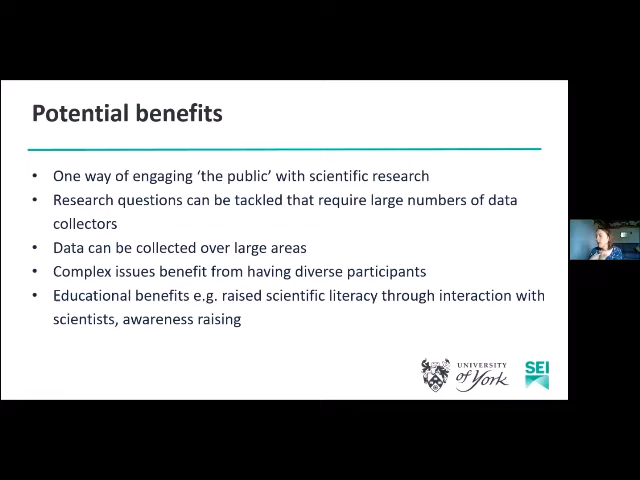 Potential benefits
• One way of engaging ‘the public’ with scientific research
• Research questions can be tackled that require large numbers of data
collectors
• Data can be collected over large areas
• Complex issues benefit from having diverse participants
• Educational benefits e.g. raised scientific literacy through interaction with
scientists, awareness raising
UNIVERSITY
of York
SEI